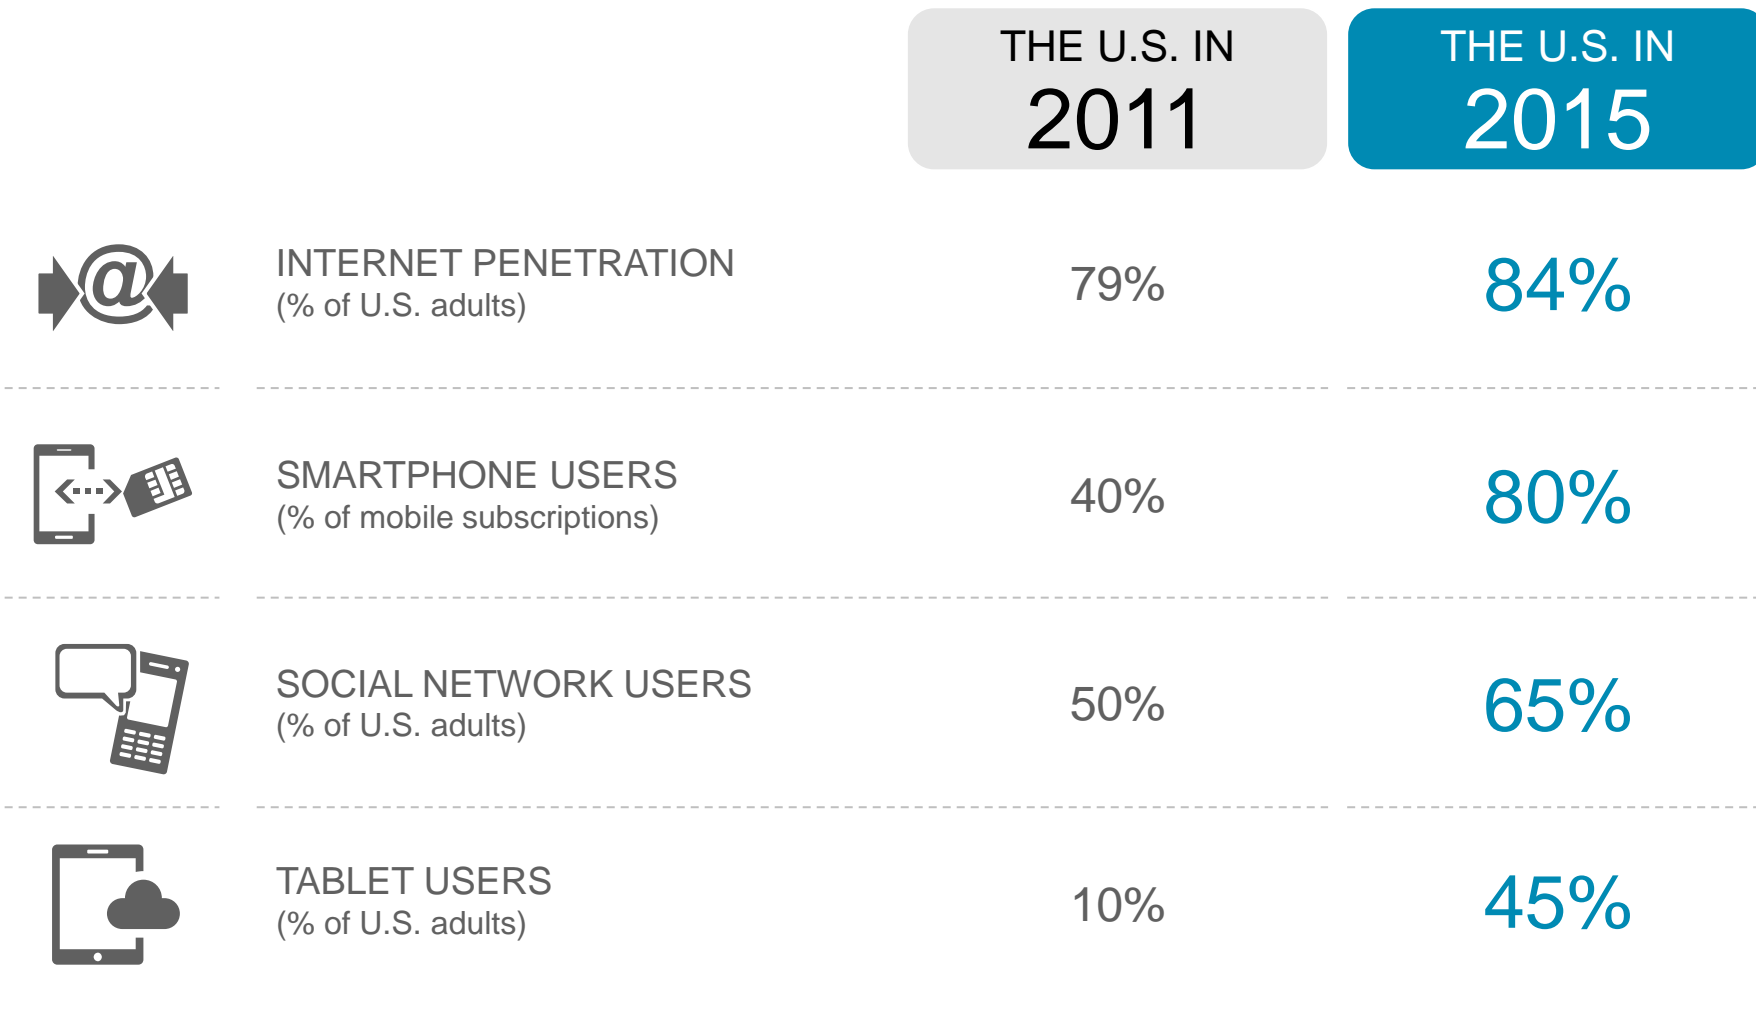 THE U.S. IN
2011
THE U.S. IN
2015
INTERNET PENETRATION
(% of U.S. adults)
79%
84%
SMARTPHONE USERS
(% of mobile subscriptions)
40%
80%
SOCIAL NETWORK USERS
(% of U.S. adults)
50%
65%
TABLET USERS
(% of U.S. adults)
10%
45%